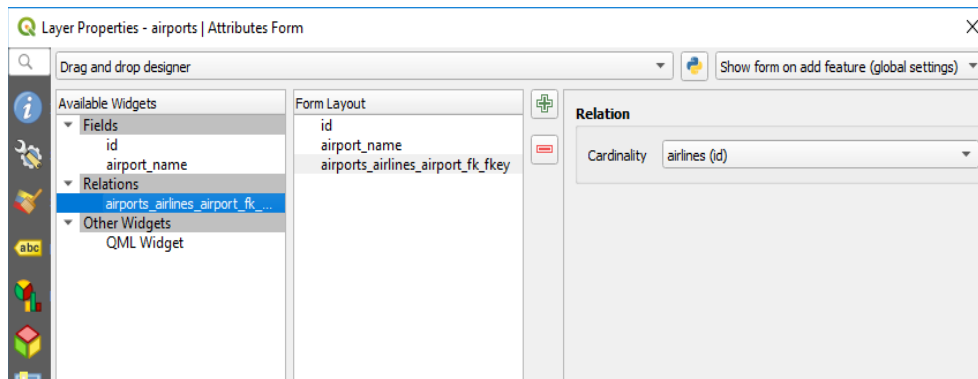 Layer Properties - airports | Attributes Form
Drag and drop designer
Show form on add feature (global settings)
Available Widgets
Fields
id
airport_name
Relations
airports_airlines_airport_fk_...
Other Widgets
QML Widget
Form Layout
id
airport_name
airports_airlines_airport_fk_fkey
Relation
Cardinality airlines (id)
abc